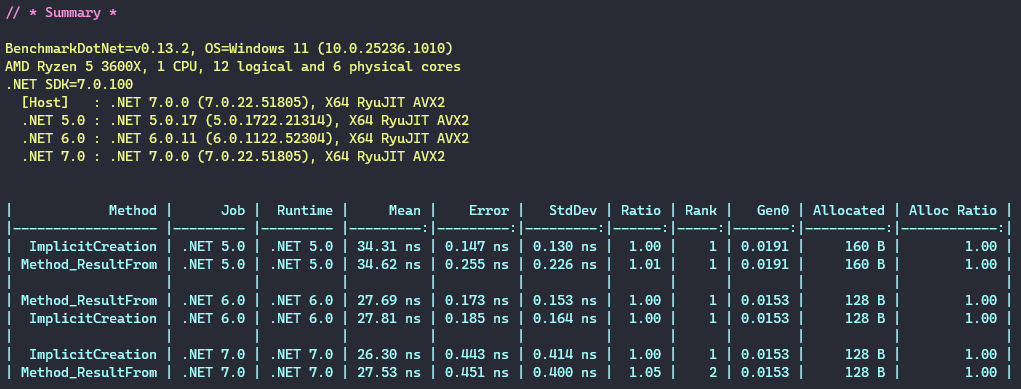 // * Summary *
BenchmarkDotNet=v0.13.2, OS=Windows 11 (10.0.25236.1010)
AMD Ryzen 5 3600X, 1 CPU, 12 logical and 6 physical cores
.NET SDK=7.0.100
  [Host]   : .NET 7.0.0 (7.0.22.51805), X64 RyuJIT AVX2
  .NET 5.0 : .NET 5.0.17 (5.0.1722.21314), X64 RyuJIT AVX2
  .NET 6.0 : .NET 6.0.11 (6.0.1122.52304), X64 RyuJIT AVX2
  .NET 7.0 : .NET 7.0.0 (7.0.22.51805), X64 RyuJIT AVX2
|            Method |      Job |  Runtime |     Mean |    Error |   StdDev | Ratio | Rank |   Gen0 | Allocated | Alloc Ratio |
|------------------ |--------- |--------- |---------:|---------:|---------:|------:|-----:|-------:|----------:|------------:|
|  ImplicitCreation | .NET 5.0 | .NET 5.0 | 34.31 ns | 0.147 ns | 0.130 ns |  1.00 |    1 | 0.0191 |     160 B |        1.00 |
| Method_ResultFrom | .NET 5.0 | .NET 5.0 | 34.62 ns | 0.255 ns | 0.226 ns |  1.01 |    1 | 0.0191 |     160 B |        1.00 |
|                   |          |          |          |          |          |       |      |        |           |             |
| Method_ResultFrom | .NET 6.0 | .NET 6.0 | 27.69 ns | 0.173 ns | 0.153 ns |  1.00 |    1 | 0.0153 |     128 B |        1.00 |
|  ImplicitCreation | .NET 6.0 | .NET 6.0 | 27.81 ns | 0.185 ns | 0.164 ns |  1.00 |    1 | 0.0153 |     128 B |        1.00 |
|                   |          |          |          |          |          |       |      |        |           |             |
|  ImplicitCreation | .NET 7.0 | .NET 7.0 | 26.30 ns | 0.443 ns | 0.414 ns |  1.00 |    1 | 0.0153 |     128 B |        1.00 |
| Method_ResultFrom | .NET 7.0 | .NET 7.0 | 27.53 ns | 0.451 ns | 0.400 ns |  1.05 |    2 | 0.0153 |     128 B |        1.00 |